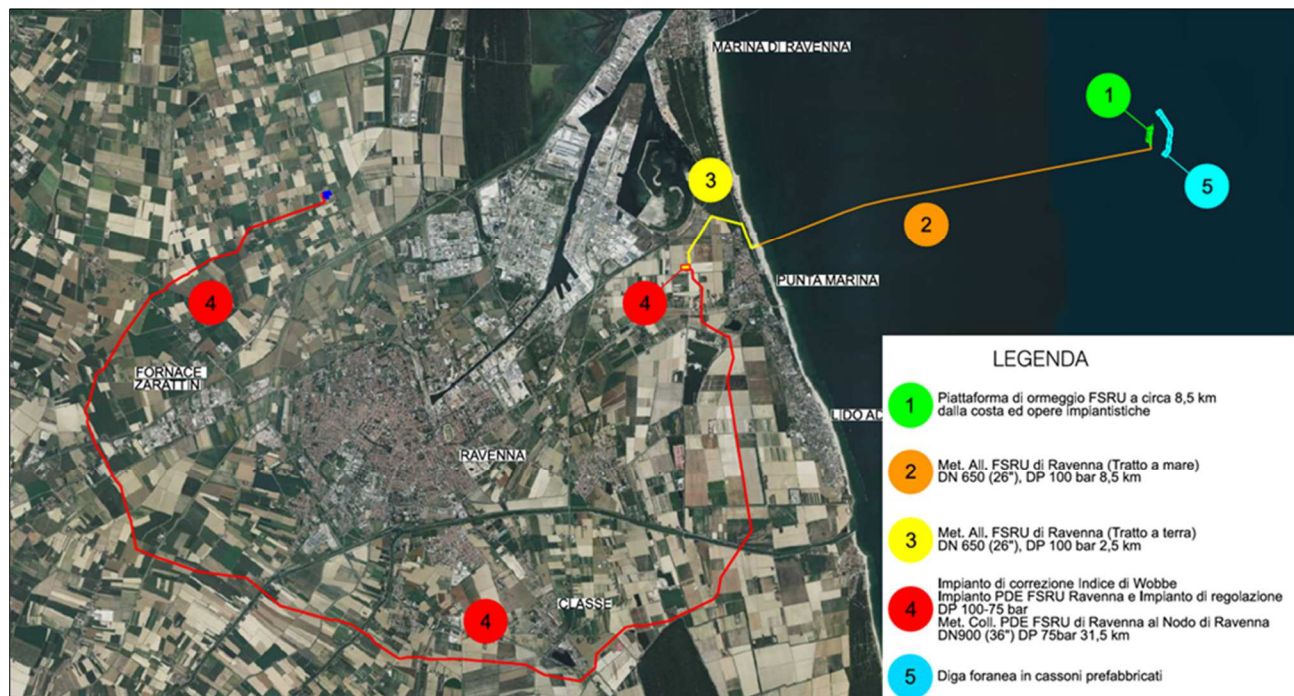 MARINA DI RAVENNA
1
3
5
2
PUNTA MARINA
4
4
FORNACE
ZARATTIN
LIDO AD
RAVENNA
CLASSE
4
LEGENDA
1
Piattaforma di ormeggio FSRU a circa 8,5 km
dalla costa ed opere impiantistiche
2
Met. All. FSRU di Ravenna (Tratto a mare)
DN 650 (26"), DP 100 bar 8,5 km
3
Met. All. FSRU di Ravenna (Tratto a terra)
DN 650 (26"), DP 100 bar 2,5 km
4
Impianto di correzione Indice di Wobbe
Impianto PDE FSRU Ravenna e Impianto di regolazione
DP 100-75 bar
Met. Coll. PDE FSRU di Ravenna al Nodo di Ravenna
DN900 (36") DP 75bar 31,5 km
5
Diga foranea in cassoni prefabbricati